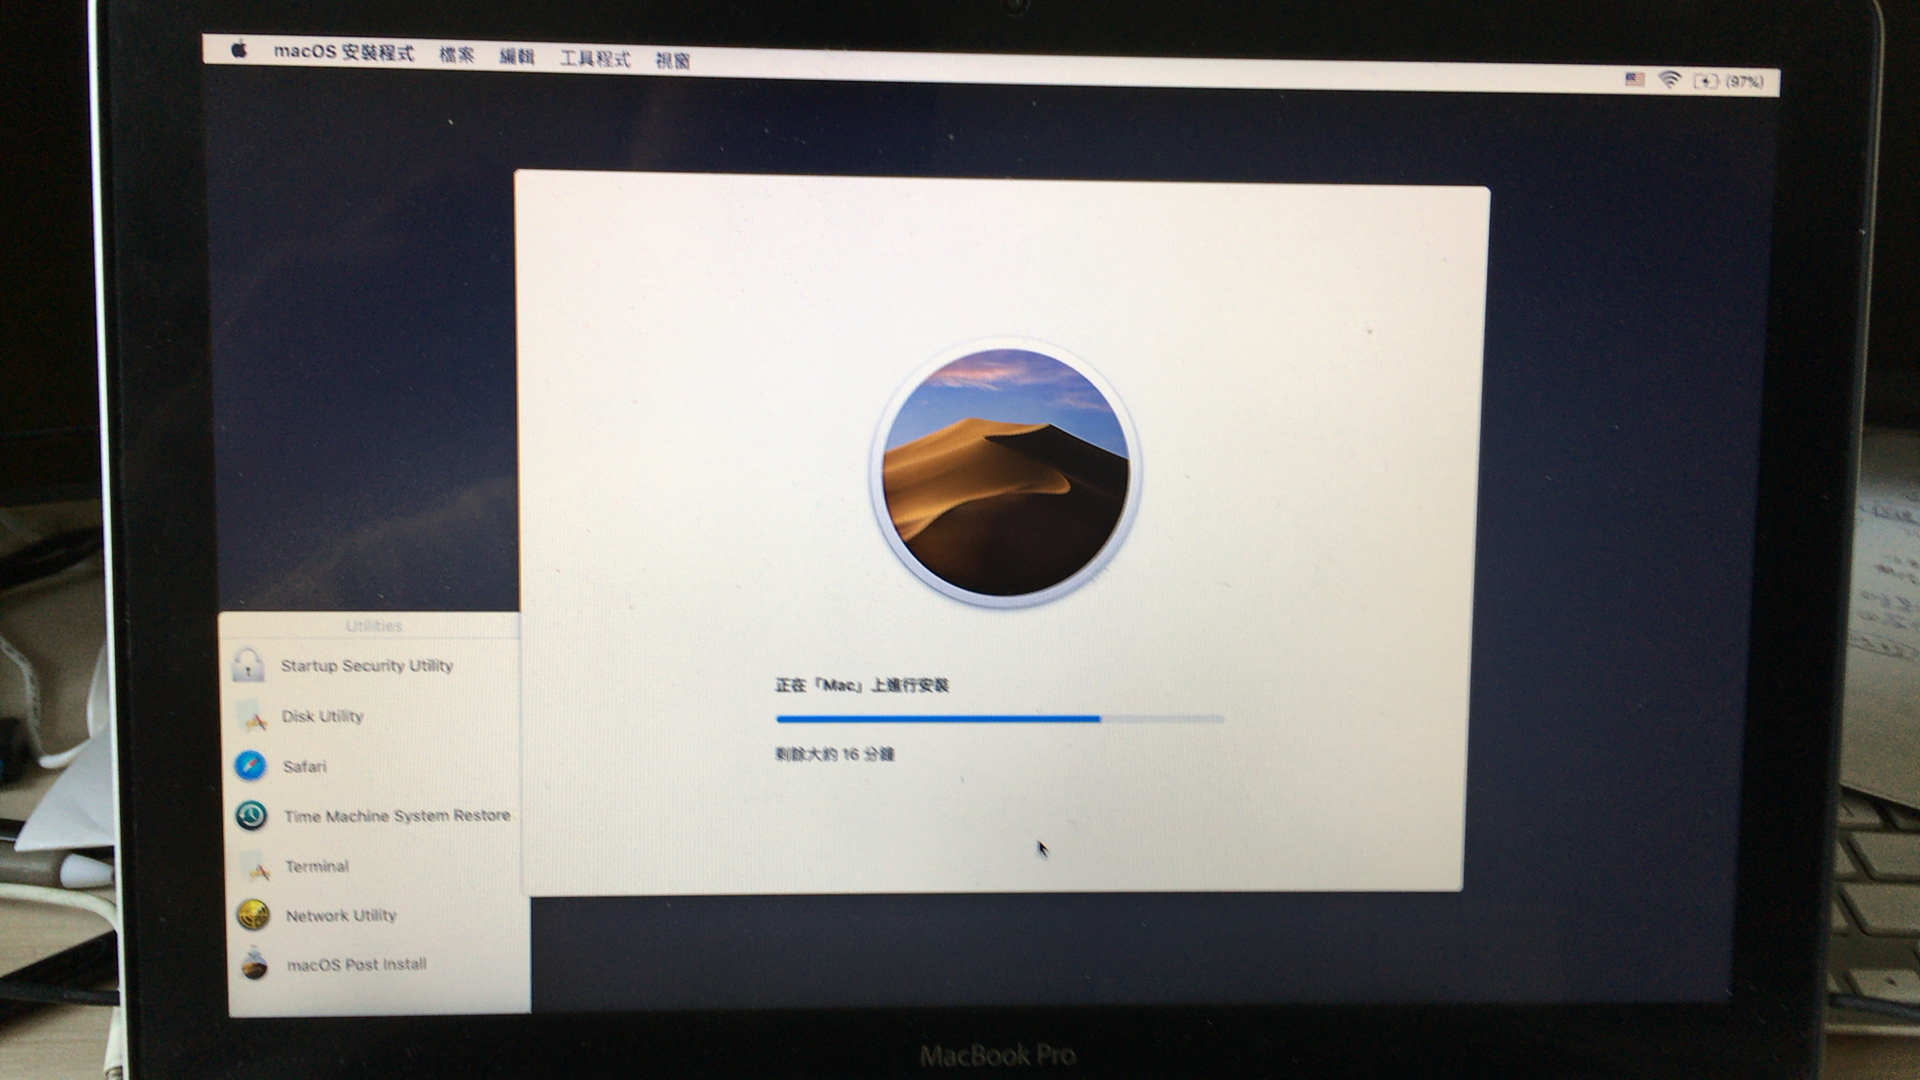 macOS 安裝程式 檔案 編輯 工具程式 視窗
(97%)
Utilities
Startup Security Utility
Disk Utility
Safari
Time Machine System Restore
Terminal
Network Utility
macOS Post Install
正在「Mac」上進行安裝
剩餘大約 16 分鐘
MacBook Pro